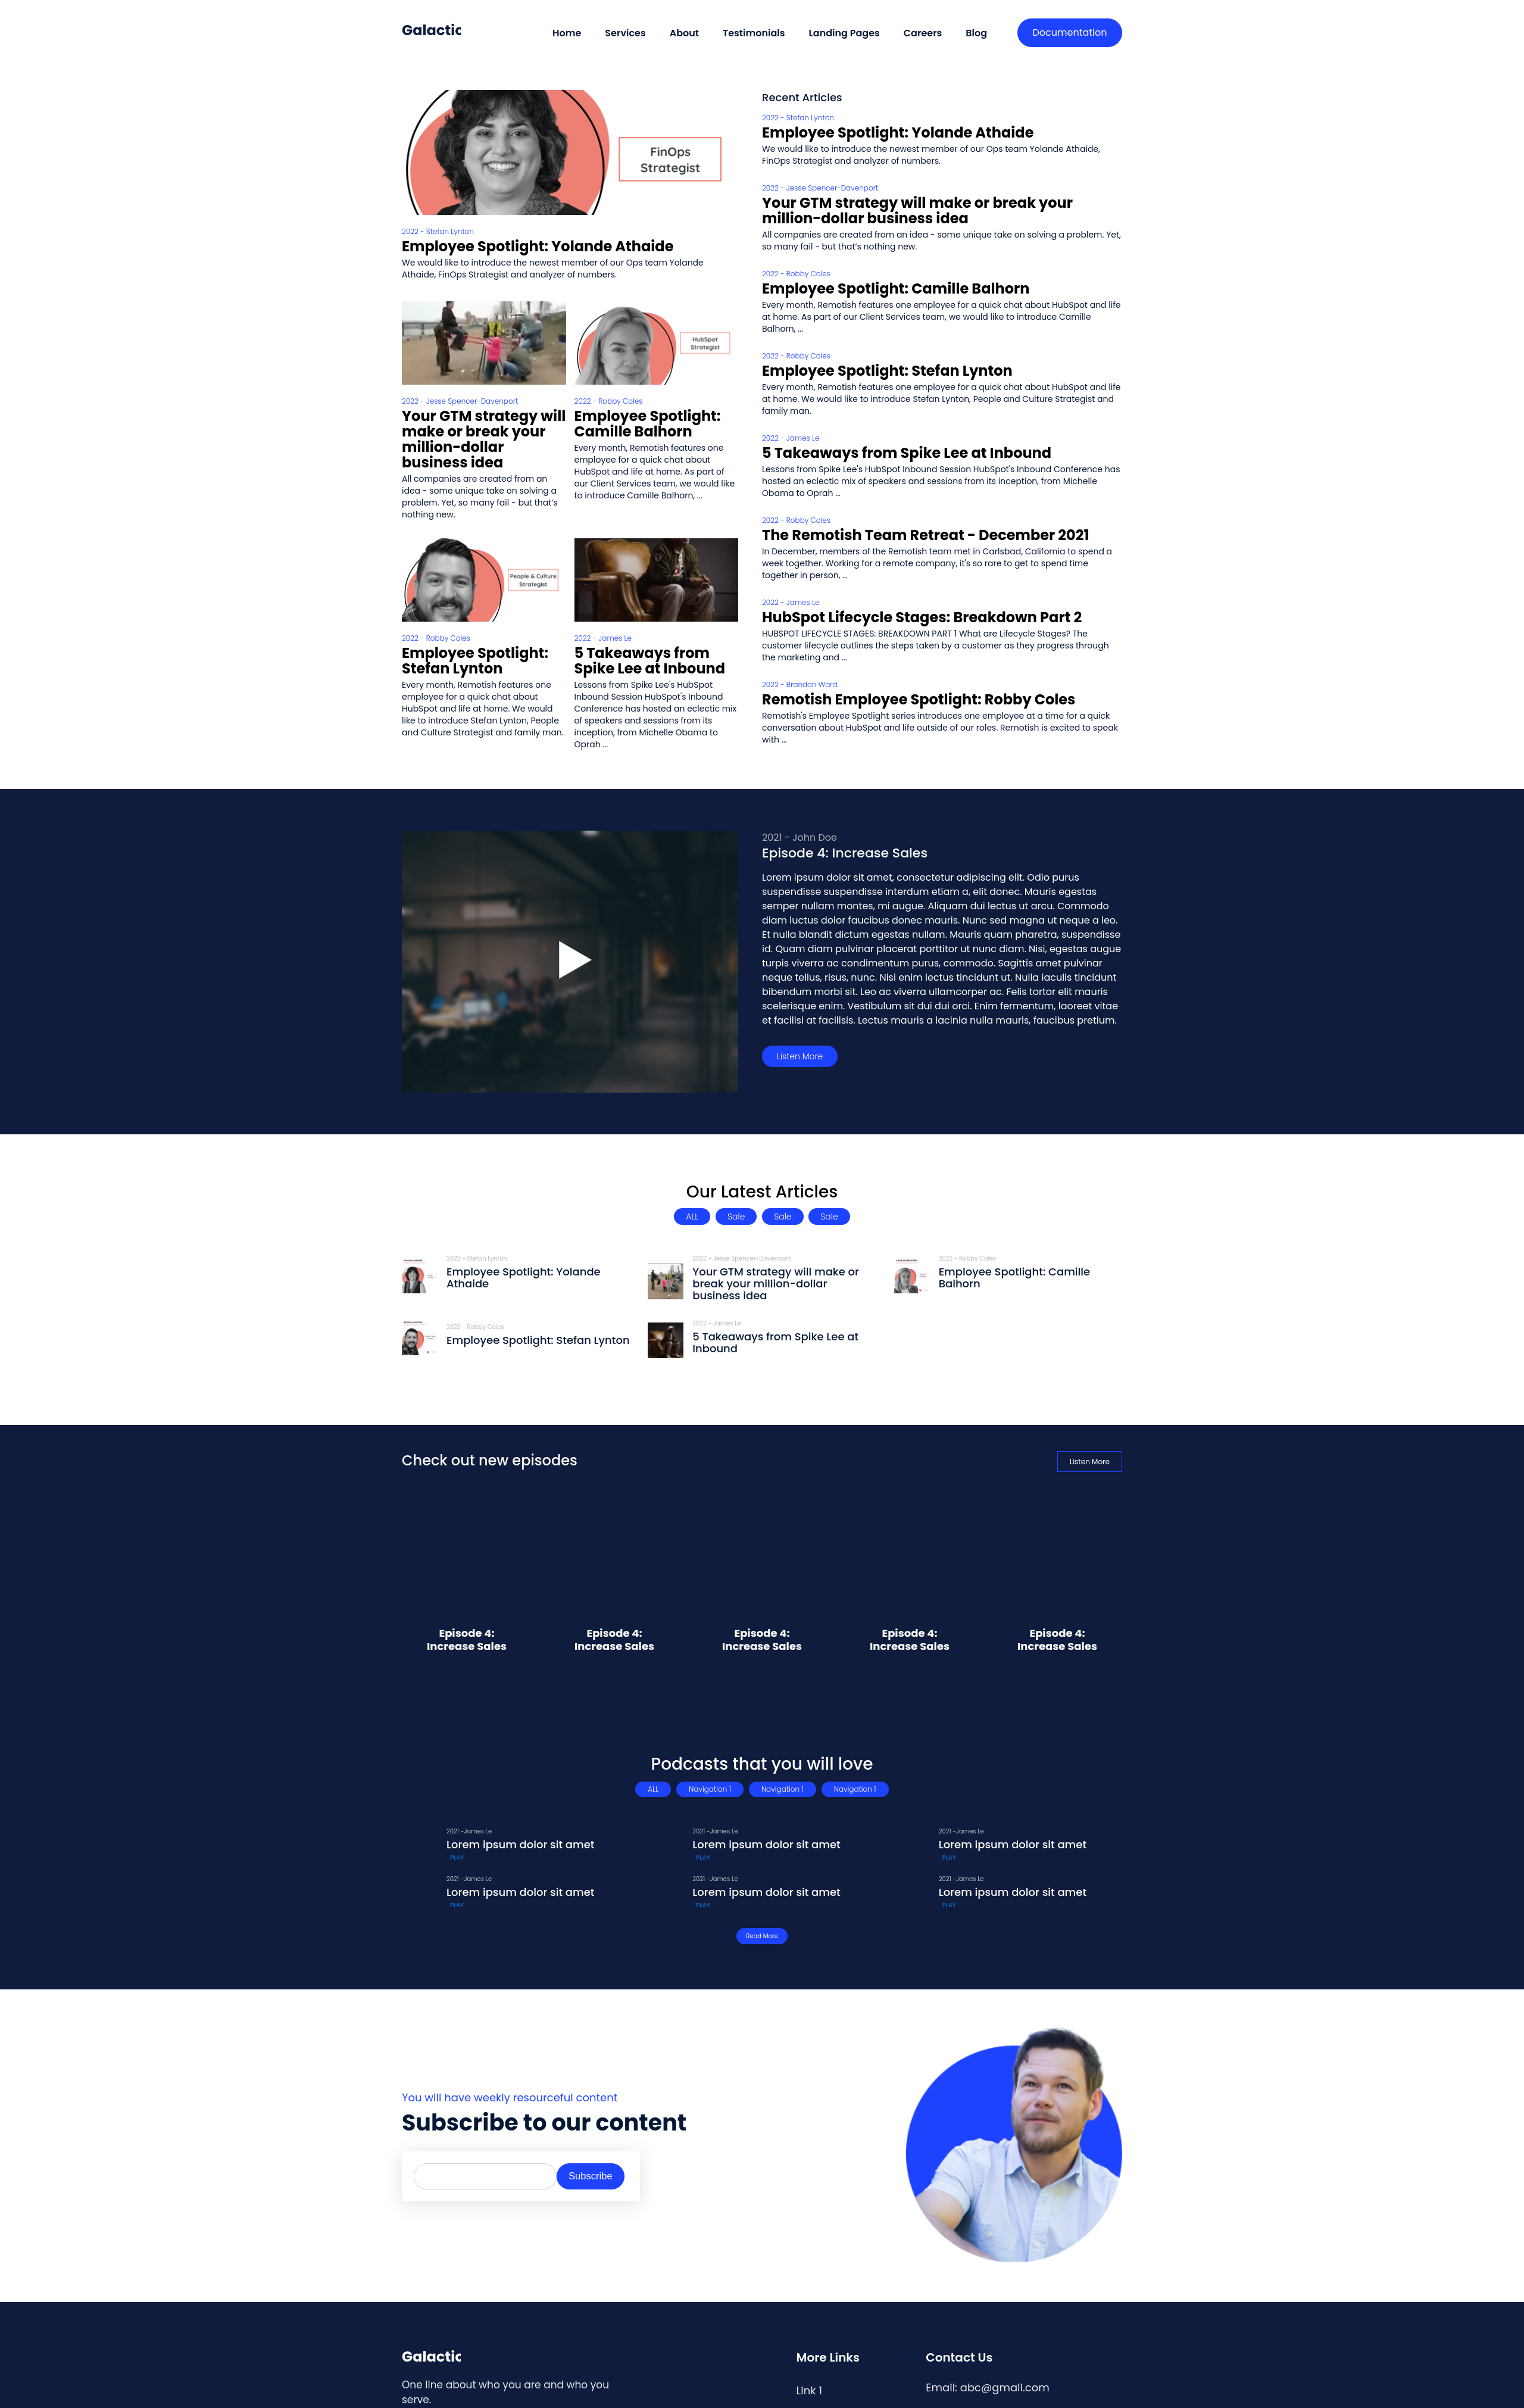 Galactic
Home Services About Testimonials Landing Pages Careers Blog Documentation
FinOps
Strategist
2022 - Stefan Lynton
Employee Spotlight: Yolande Athaide
We would like to introduce the newest member of our Ops team Yolande
Athaide, FinOps Strategist and analyzer of numbers.
2022 - Jesse Spencer-Davenport
Your GTM strategy will
make or break your
million-dollar
business idea
All companies are created from an
idea - some unique take on solving a
problem. Yet, so many fail - but that's
nothing new.
HubSpot
Strategist
2022 - Robby Coles
Employee Spotlight:
Camille Balhorn
Every month, Remotish features one
employee for a quick chat about
HubSpot and life at home. As part of
our Client Services team, we would like
to introduce Camille Balhorn, ...
People & Culture
Strategist
2022 - Robby Coles
Employee Spotlight:
Stefan Lynton
Every month, Remotish features one
employee for a quick chat about
HubSpot and life at home. We would
like to introduce Stefan Lynton, People
and Culture Strategist and family man.
2022 - James Le
5 Takeaways from
Spike Lee at Inbound
Lessons from Spike Lee's HubSpot
Inbound Session HubSpot's Inbound
Conference has hosted an eclectic mix
of speakers and sessions from its
inception, from Michelle Obama to
Oprah ...
Recent Articles
2022 - Stefan Lynton
Employee Spotlight: Yolande Athaide
We would like to introduce the newest member of our Ops team Yolande Athaide,
FinOps Strategist and analyzer of numbers.
2022 - Jesse Spencer-Davenport
Your GTM strategy will make or break your
million-dollar business idea
All companies are created from an idea - some unique take on solving a problem. Yet,
so many fail - but that's nothing new.
2022 - Robby Coles
Employee Spotlight: Camille Balhorn
Every month, Remotish features one employee for a quick chat about HubSpot and life
at home. As part of our Client Services team, we would like to introduce Camille
Balhorn, ...
2022 - Robby Coles
Employee Spotlight: Stefan Lynton
Every month, Remotish features one employee for a quick chat about HubSpot and life
at home. We would like to introduce Stefan Lynton, People and Culture Strategist and
family man.
2022 - James Le
5 Takeaways from Spike Lee at Inbound
Lessons from Spike Lee's HubSpot Inbound Session HubSpot's Inbound Conference has
hosted an eclectic mix of speakers and sessions from its inception, from Michelle
Obama to Oprah ...
2022 - Robby Coles
The Remotish Team Retreat - December 2021
In December, members of the Remotish team met in Carlsbad, California to spend a
week together. Working for a remote company, it's so rare to get to spend time
together in person, ...
2022 - James Le
HubSpot Lifecycle Stages: Breakdown Part 2
HUBSPOT LIFECYCLE STAGES: BREAKDOWN PART 1 What are Lifecycle Stages? The
customer lifecycle outlines the steps taken by a customer as they progress through
the marketing and ...
2022 - Brandon Ward
Remotish Employee Spotlight: Robby Coles
Remotish's Employee Spotlight series introduces one employee at a time for a quick
conversation about HubSpot and life outside of our roles. Remotish is excited to speak
with ...
2021 - John Doe
Episode 4: Increase Sales
Lorem ipsum dolor sit amet, consectetur adipiscing elit. Odio purus
suspendisse suspendisse interdum etiam a, elit donec. Mauris egestas
semper nullam montes, mi augue. Aliquam dui lectus ut arcu. Commodo
diam luctus dolor faucibus donec mauris. Nunc sed magna ut neque a leo.
Et nulla blandit dictum egestas nullam. Mauris quam pharetra, suspendisse
id. Quam diam pulvinar placerat porttitor ut nunc diam. Nisi, egestas augue
turpis viverra ac condimentum purus, commodo. Sagittis amet pulvinar
neque tellus, risus, nunc. Nisi enim lectus tincidunt ut. Nulla iaculis tincidunt
bibendum morbi sit. Leo ac viverra ullamcorper ac. Felis tortor elit mauris
scelerisque enim. Vestibulum sit dui dui orci. Enim fermentum, laoreet vitae
et facilisi at facilisis. Lectus mauris a lacinia nulla mauris, faucibus pretium.
Listen More
Our Latest Articles
ALL Sale Sale Sale
2022 - Stefan Lynton
Employee Spotlight: Yolande
Athaide
2022 - Jesse Spencer-Davenport
Your GTM strategy will make or
break your million-dollar
business idea
2022 - Robby Coles
Employee Spotlight: Camille
Balhorn
2022 - Robby Coles
Employee Spotlight: Stefan Lynton
2022 - James Le
5 Takeaways from Spike Lee at
Inbound
Check out new episodes
Listen More
Episode 4:
Increase Sales
Episode 4:
Increase Sales
Episode 4:
Increase Sales
Episode 4:
Increase Sales
Episode 4:
Increase Sales
Podcasts that you will love
ALL Navigation 1 Navigation 1 Navigation 1
2021 -James Le
Lorem ipsum dolor sit amet
PLAY
2021 -James Le
Lorem ipsum dolor sit amet
PLAY
2021 -James Le
Lorem ipsum dolor sit amet
PLAY
2021 -James Le
Lorem ipsum dolor sit amet
PLAY
2021 -James Le
Lorem ipsum dolor sit amet
PLAY
2021 -James Le
Lorem ipsum dolor sit amet
PLAY
Read More
You will have weekly resourceful content
Subscribe to our content
Subscribe
Galactic
One line about who you are and who you
serve.
More Links
Link 1
Contact Us
Email: abc@gmail.com